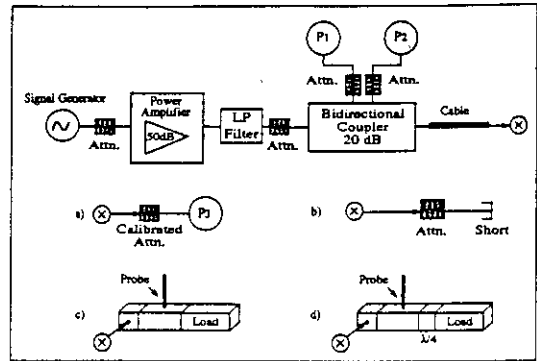 P1
P2
Attn.
Attn.
Signal Generator
Power
Amplifier
50dB
LP
Filter
Bidirectional
Coupler
20 dB
Cable
Attn.
Attn.
a)
P3
Calibrated
Attn.
b)
Attn.
Short
Probe
c)
Load
Probe
d)
Load
λ/4